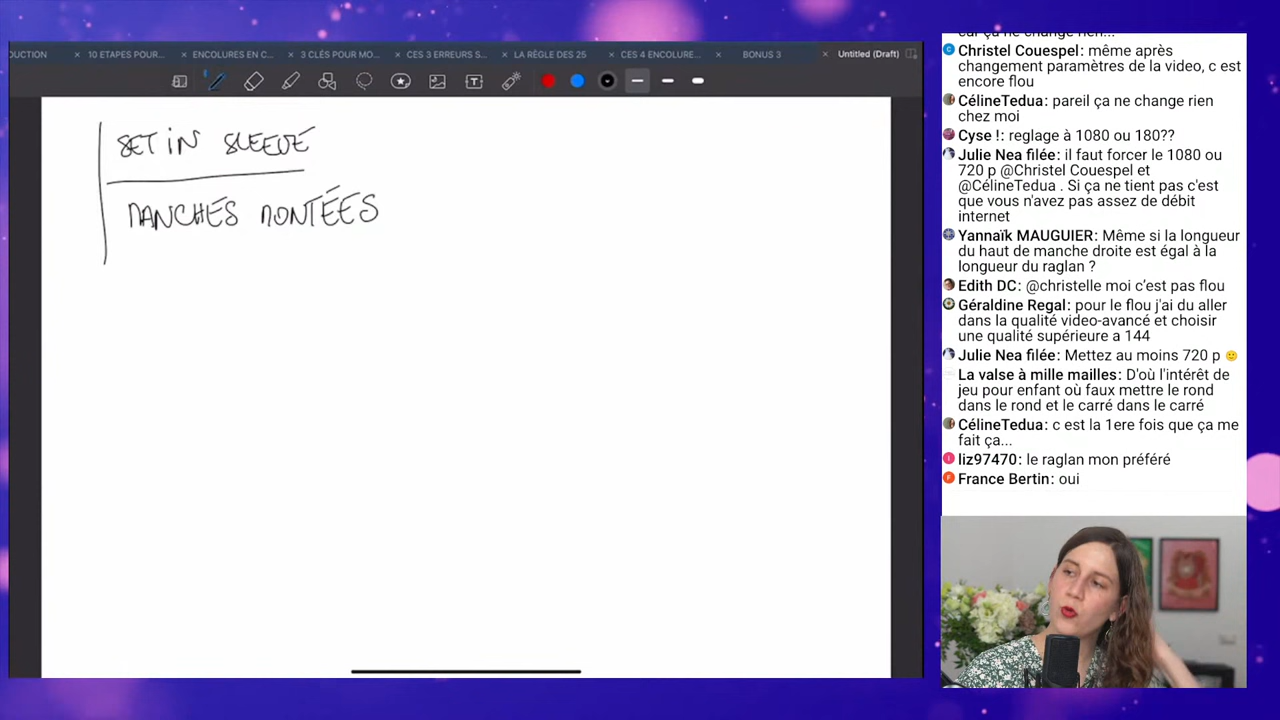 ODUCTION
10 ETAPES POUR...
ENCOLURES EN C...
3 CLÉS POUR MO...
CES 3 ERREURS S...
LA RÈGLE DES 25
CES 4 ENCOLURE...
BONUS 3
Untitled (Draft)
SET IN SLEEVE
MANCHES MONTÉES
car ça ne change rien...
Christel Couespel: même après
changement paramètres de la video, c est
encore flou
CélineTedua: pareil ça ne change rien
chez moi
Cyse !: reglage à 1080 ou 180??
Julie Nea filée: il faut forcer le 1080 ou
720 p @Christel Couespel et
@CélineTedua . Si ça ne tient pas c'est
que vous n'avez pas assez de débit
internet
Yannaïk MAUGUIER: Même si la longueur
du haut de manche droite est égal à la
longueur du raglan ?
Edith DC: @christelle moi c’est pas flou
Géraldine Regal: pour le flou j'ai du aller
dans la qualité video-avancé et choisir
une qualité supérieure a 144
Julie Nea filée: Mettez au moins 720 p 🙂
La valse à mille mailles: D'où l'intérêt de
jeu pour enfant où faux mettre le rond
dans le rond et le carré dans le carré
CélineTedua: c est la 1ere fois que ça me
fait ça...
liz97470: le raglan mon préféré
France Bertin: oui